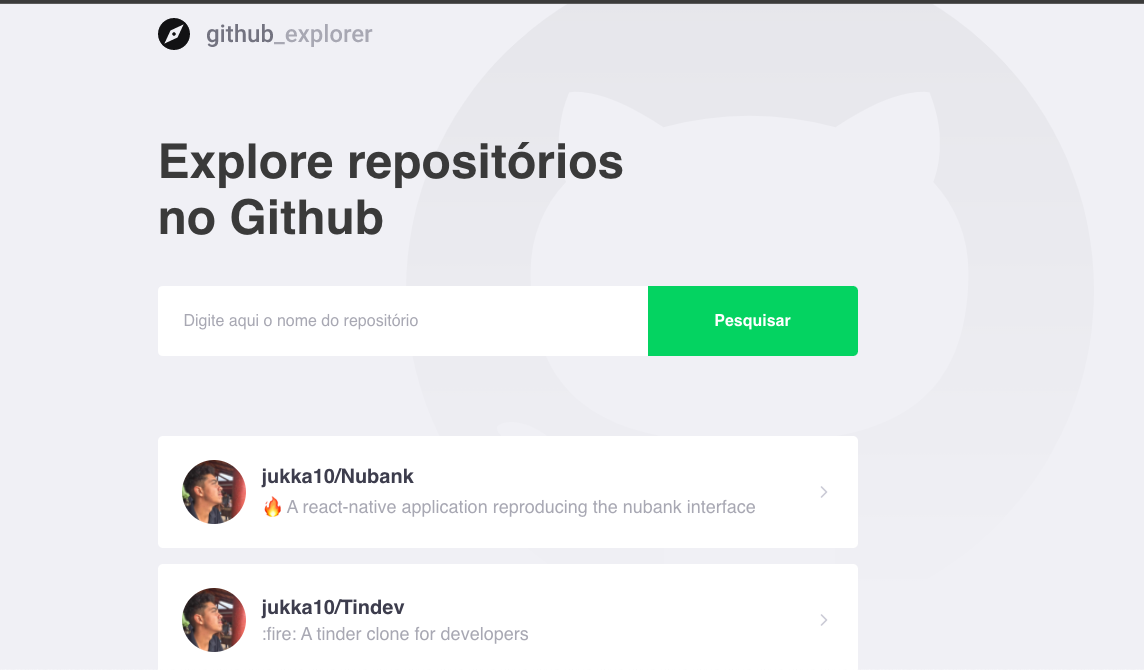 github_explorer
Explore repositórios
no Github
Digite aqui o nome do repositório
Pesquisar
jukka10/Nubank
🔥 A react-native application reproducing the nubank interface
jukka10/Tindev
:fire: A tinder clone for developers